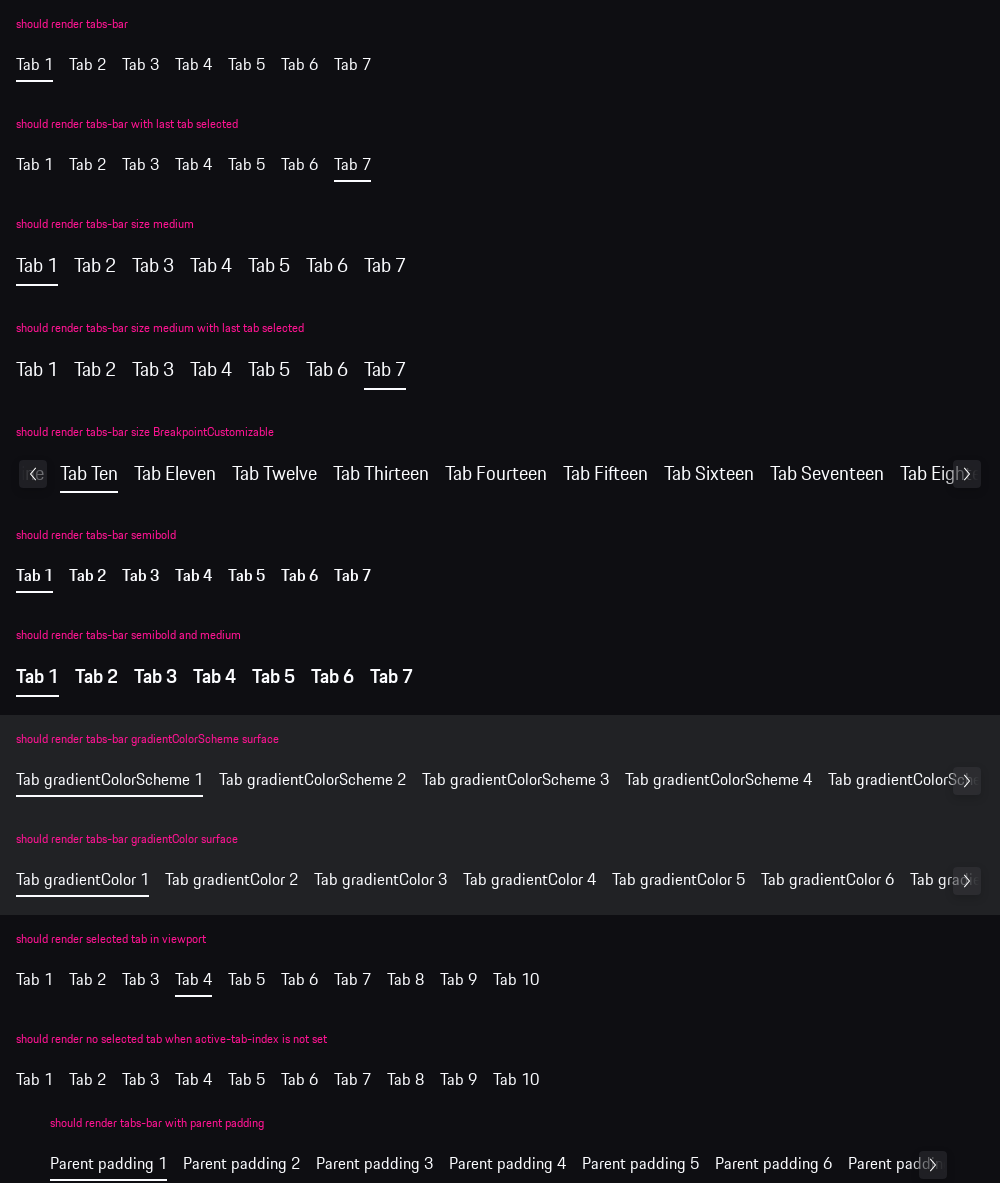 should render tabs-bar
Tab 1 Tab 2 Tab 3 Tab 4 Tab 5 Tab 6 Tab 7
should render tabs-bar with last tab selected
Tab 1 Tab 2 Tab 3 Tab 4 Tab 5 Tab 6 Tab 7
should render tabs-bar size medium
Tab 1 Tab 2 Tab 3 Tab 4 Tab 5 Tab 6 Tab 7
should render tabs-bar size medium with last tab selected
Tab 1 Tab 2 Tab 3 Tab 4 Tab 5 Tab 6 Tab 7
should render tabs-bar size BreakpointCustomizable
Tab Ten Tab Eleven Tab Twelve Tab Thirteen Tab Fourteen Tab Fifteen Tab Sixteen Tab Seventeen Tab
should render tabs-bar semibold
Tab 1 Tab 2 Tab 3 Tab 4 Tab 5 Tab 6 Tab 7
should render tabs-bar semibold and medium
Tab 1 Tab 2 Tab 3 Tab 4 Tab 5 Tab 6 Tab 7
should render tabs-bar gradientColorScheme surface
Tab gradientColorScheme 1 Tab gradientColorScheme 2 Tab gradientColorScheme 3 Tab gradientColorScheme 4 Tab
should render tabs-bar gradientColor surface
Tab gradientColor 1 Tab gradientColor 2 Tab gradientColor 3 Tab gradientColor 4 Tab gradientColor 5 Tab gradientColor 6 Tab
should render selected tab in viewport
Tab 1 Tab 2 Tab 3 Tab 4 Tab 5 Tab 6 Tab 7 Tab 8 Tab 9 Tab 10
should render no selected tab when active-tab-index is not set
Tab 1 Tab 2 Tab 3 Tab 4 Tab 5 Tab 6 Tab 7 Tab 8 Tab 9 Tab 10
should render tabs-bar with parent padding
Parent padding 1 Parent padding 2 Parent padding 3 Parent padding 4 Parent padding 5 Parent padding 6 Parent